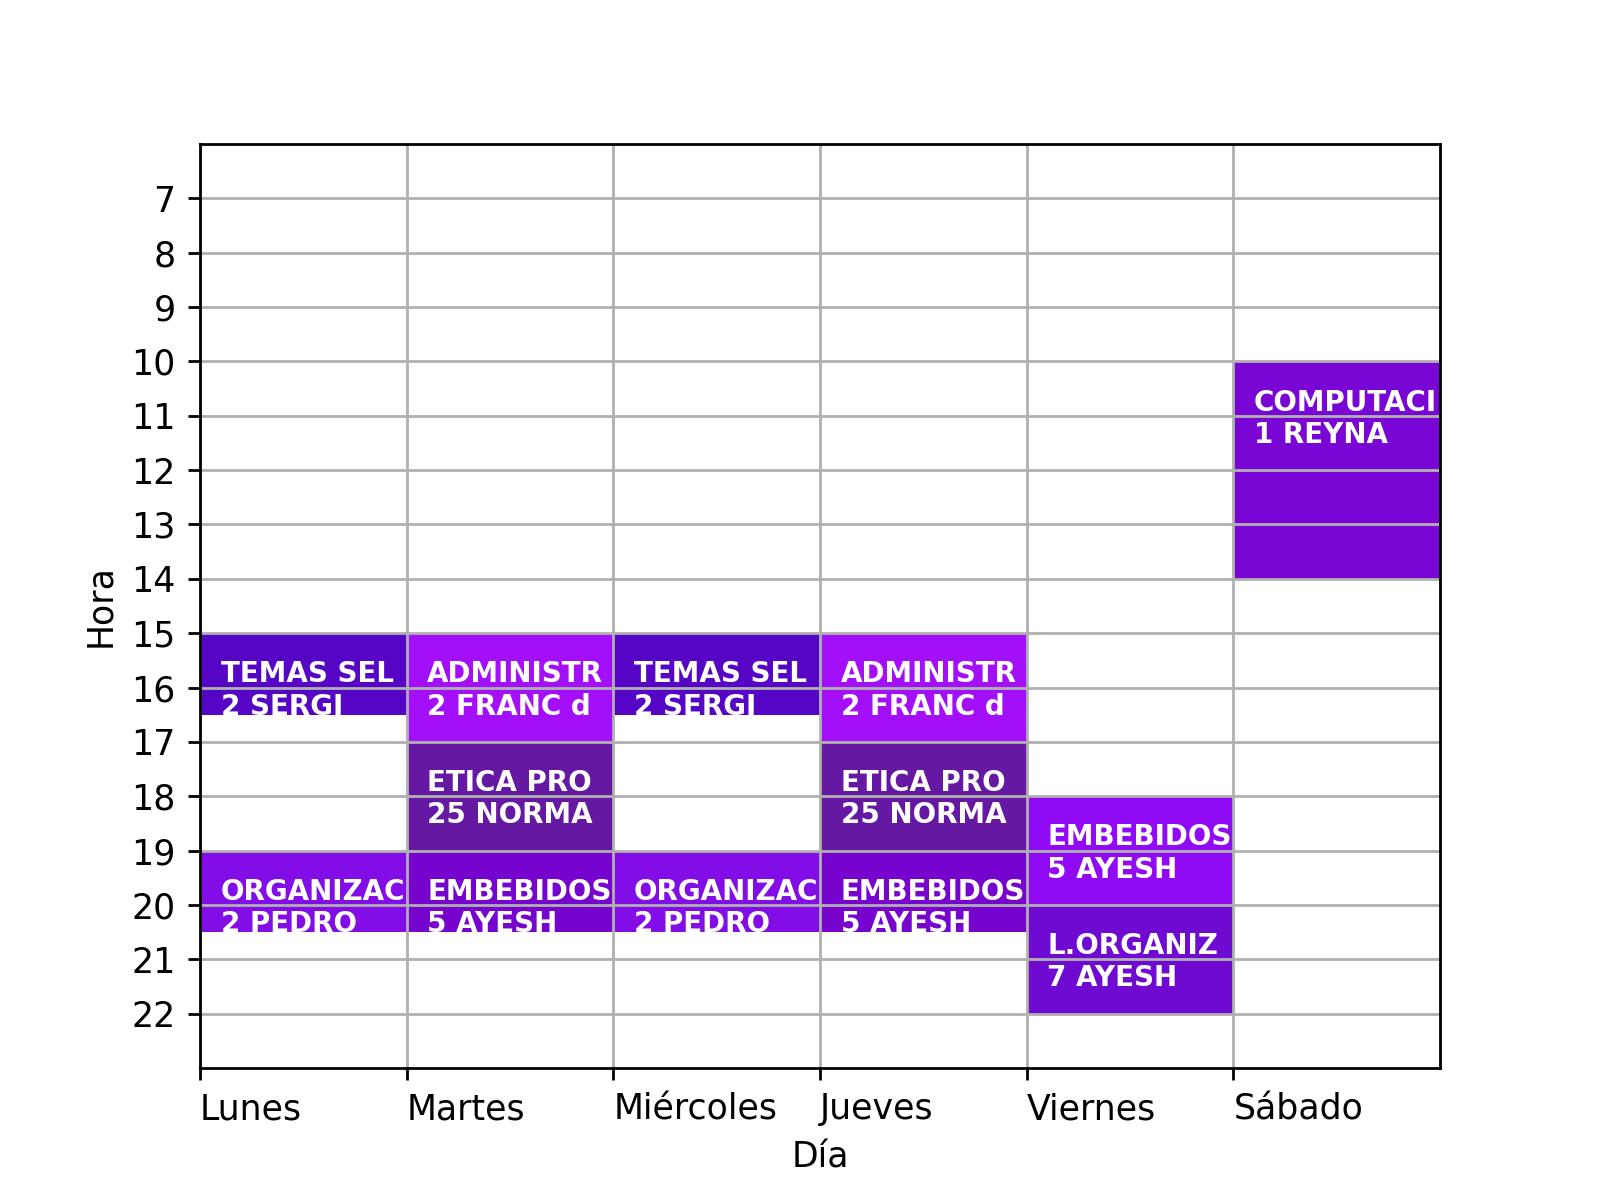 7
8
9
10
COMPUTACI
11
1 REYNA
12
13
14
Hora
15
TEMAS SEL ADMINISTR TEMAS SEL ADMINISTR
16
2 SERGI 2 FRANC d 2 SERGI 2 FRANC d
17
ETICA PRO ETICA PRO
18
25 NORMA 25 NORMA
EMBEBIDOS
19
5 AYESH
ORGANIZAC EMBEBIDOS ORGANIZAC EMBEBIDOS
20
2 PEDRO 5 AYESH 2 PEDRO 5 AYESH
L.ORGANIZ
21
7 AYESH
22
Lunes Martes Miércoles Jueves Viernes Sábado
Día